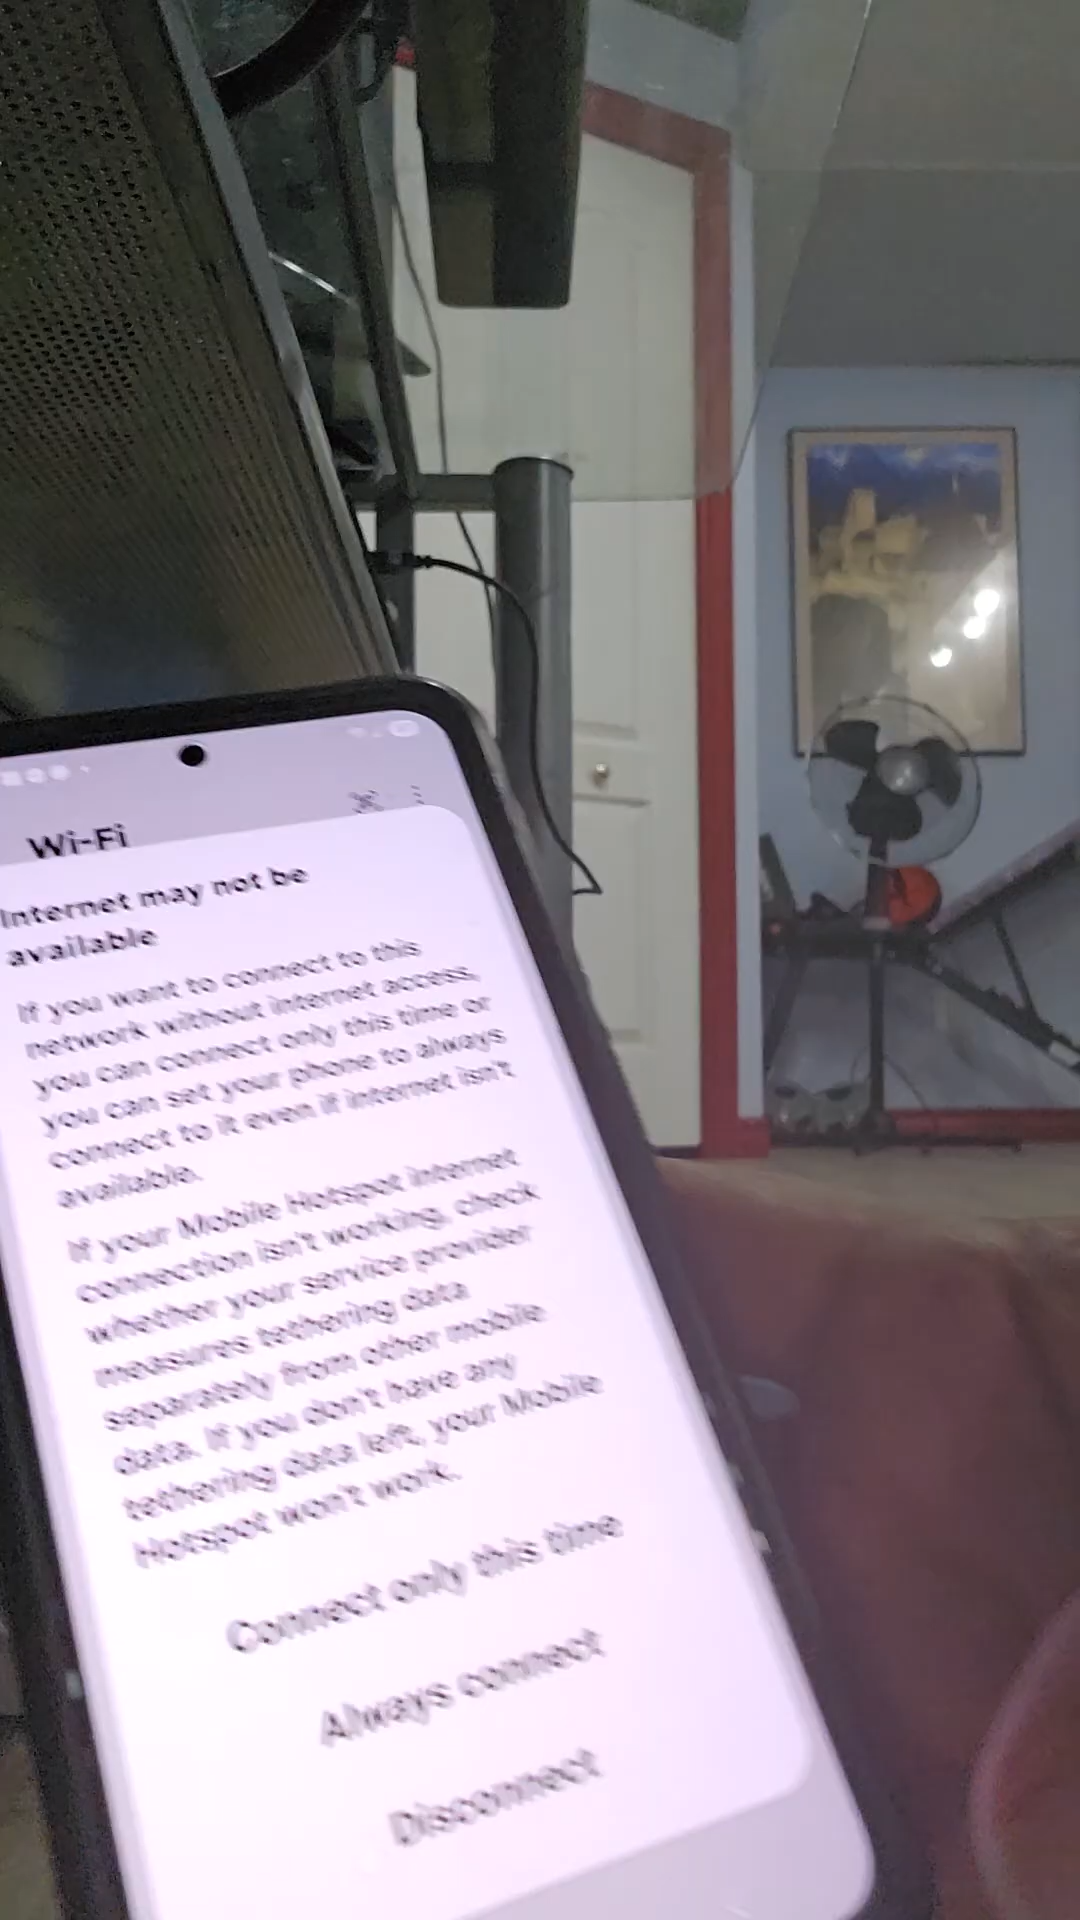 Wi-Fi
Internet may not be
available
If you want to connect to this
network without internet access,
you can connect only this time or
you can set your phone to always
connect to it even if internet isn't
available.
If your Mobile Hotspot internet
connection isn't working, check
whether your service provider
measures tethering data
separately from other mobile
data. If you don't have any
tethering data left, your Mobile
Hotspot won't work.
Connect only this time
Always connect
Disconnect